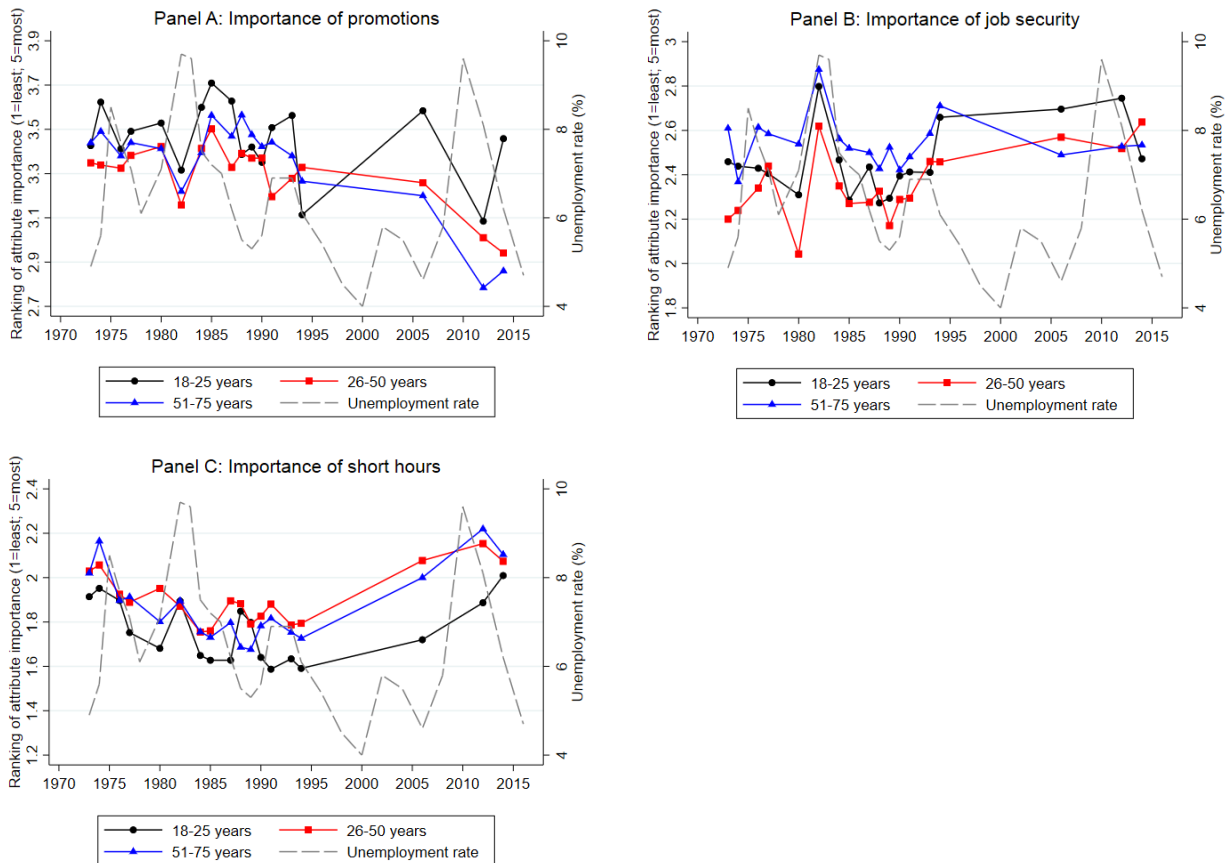 Panel A: Importance of promotions
Ranking of attribute importance (1=least; 5=most)
2.7 2.9 3.1 3.3 3.5 3.7 3.9
4 6 8 10
Unemployment rate (%)
1970 1975 1980 1985 1990 1995 2000 2005 2010 2015
18-25 years 26-50 years
51-75 years Unemployment rate
Panel B: Importance of job security
Ranking of attribute importance (1=least; 5=most)
1.8 2 2.2 2.4 2.6 2.8 3
4 6 8 10
Unemployment rate (%)
1970 1975 1980 1985 1990 1995 2000 2005 2010 2015
18-25 years 26-50 years
51-75 years Unemployment rate
Panel C: Importance of short hours
Ranking of attribute importance (1=least; 5=most)
1.2 1.4 1.6 1.8 2 2.2 2.4
4 6 8 10
Unemployment rate (%)
1970 1975 1980 1985 1990 1995 2000 2005 2010 2015
18-25 years 26-50 years
51-75 years Unemployment rate